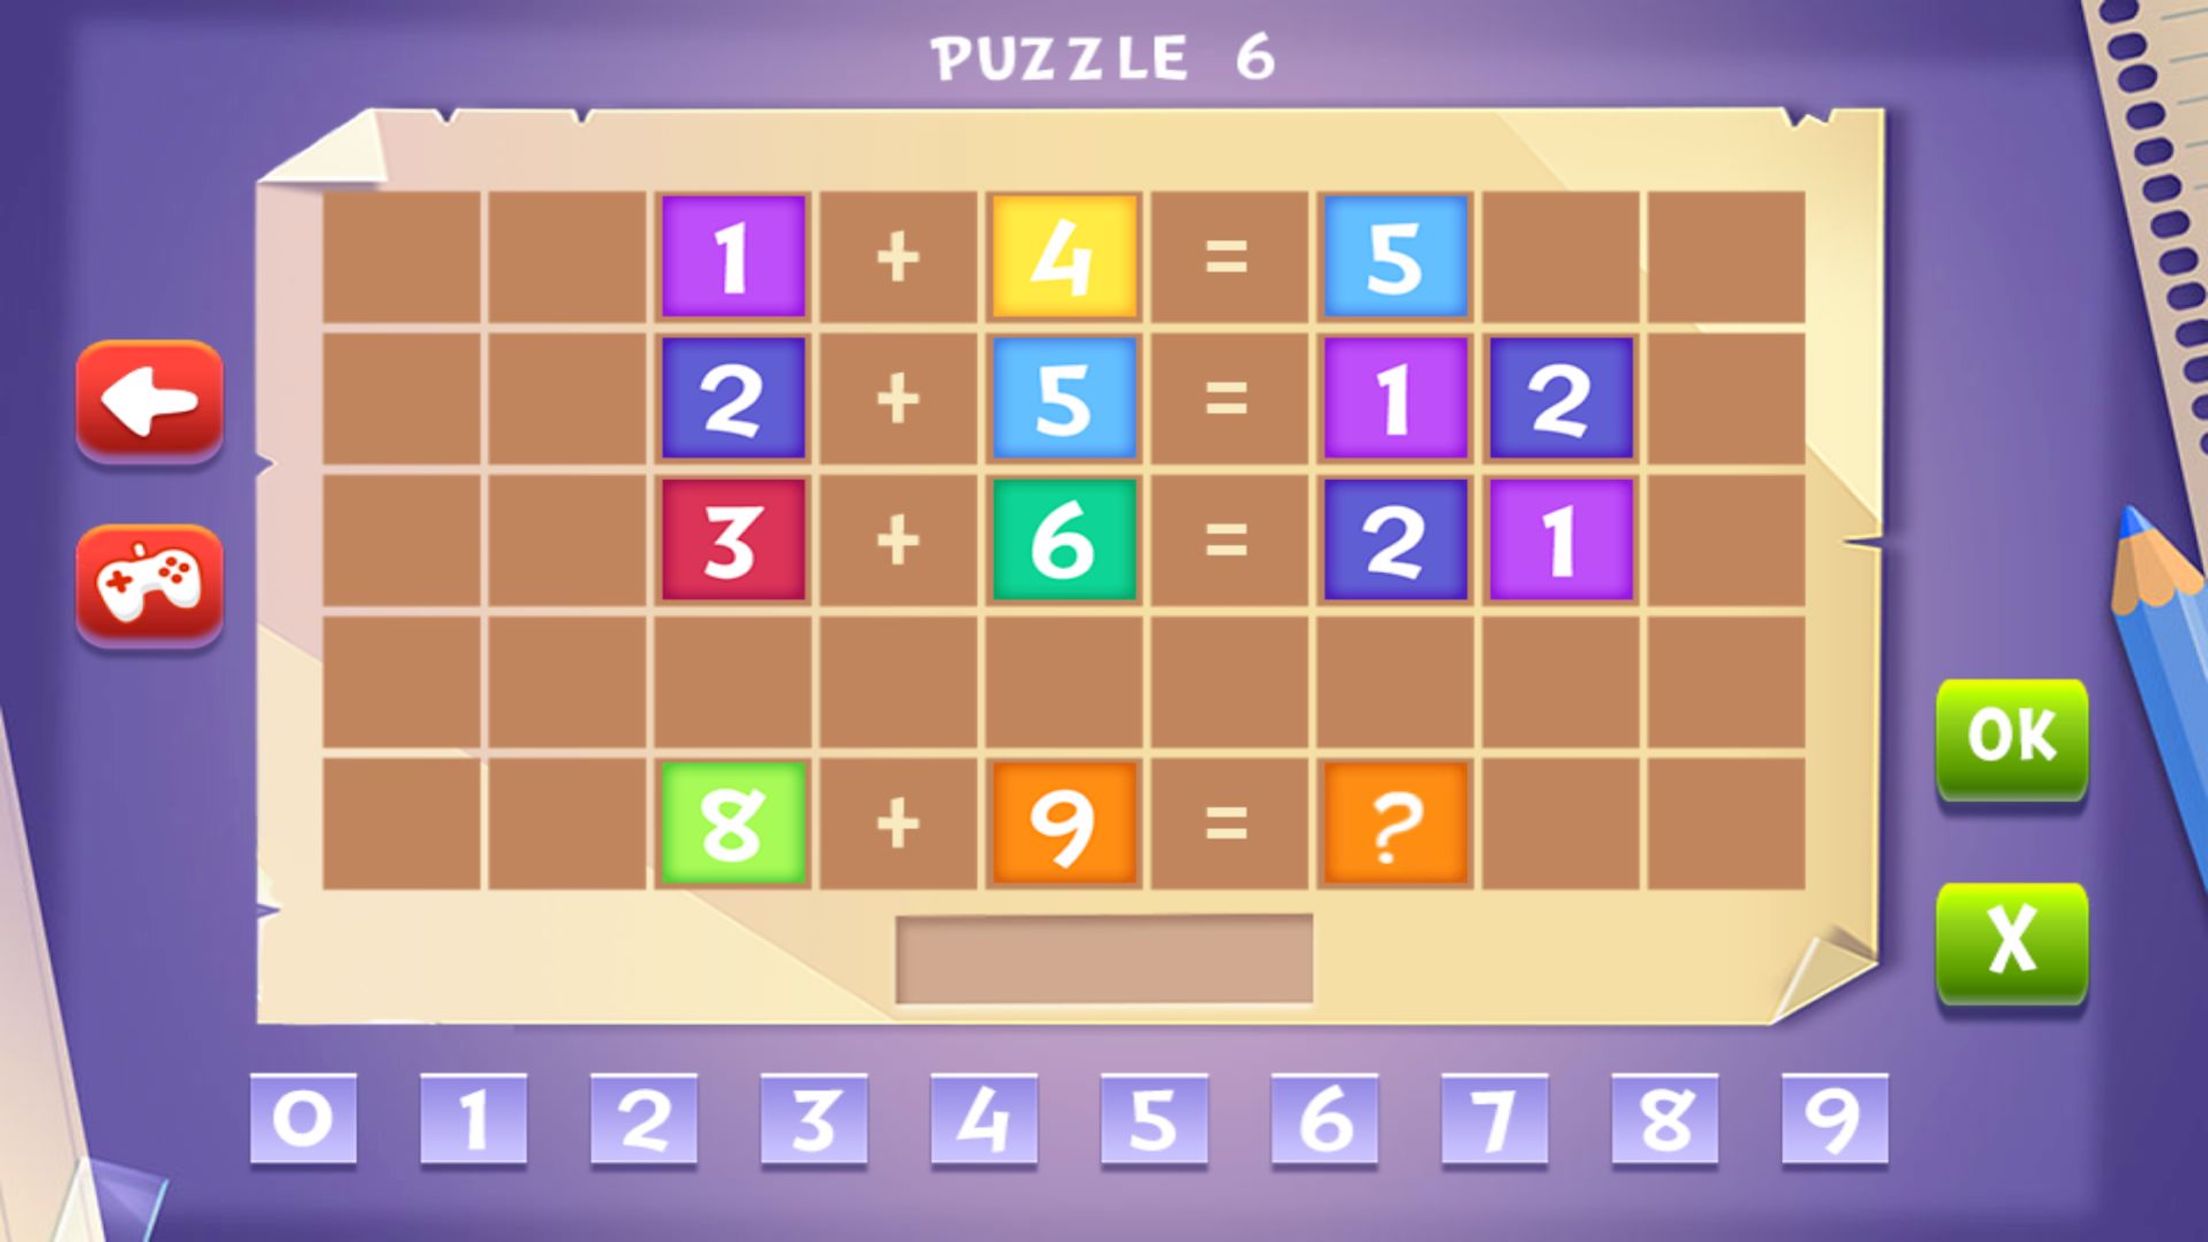 PUZZLE 6
1 + 4 = 5
2 + 5 = 12
3 + 6 = 21
8 + 9 = ?
OK
X
0 1 2 3 4 5 6 7 8 9